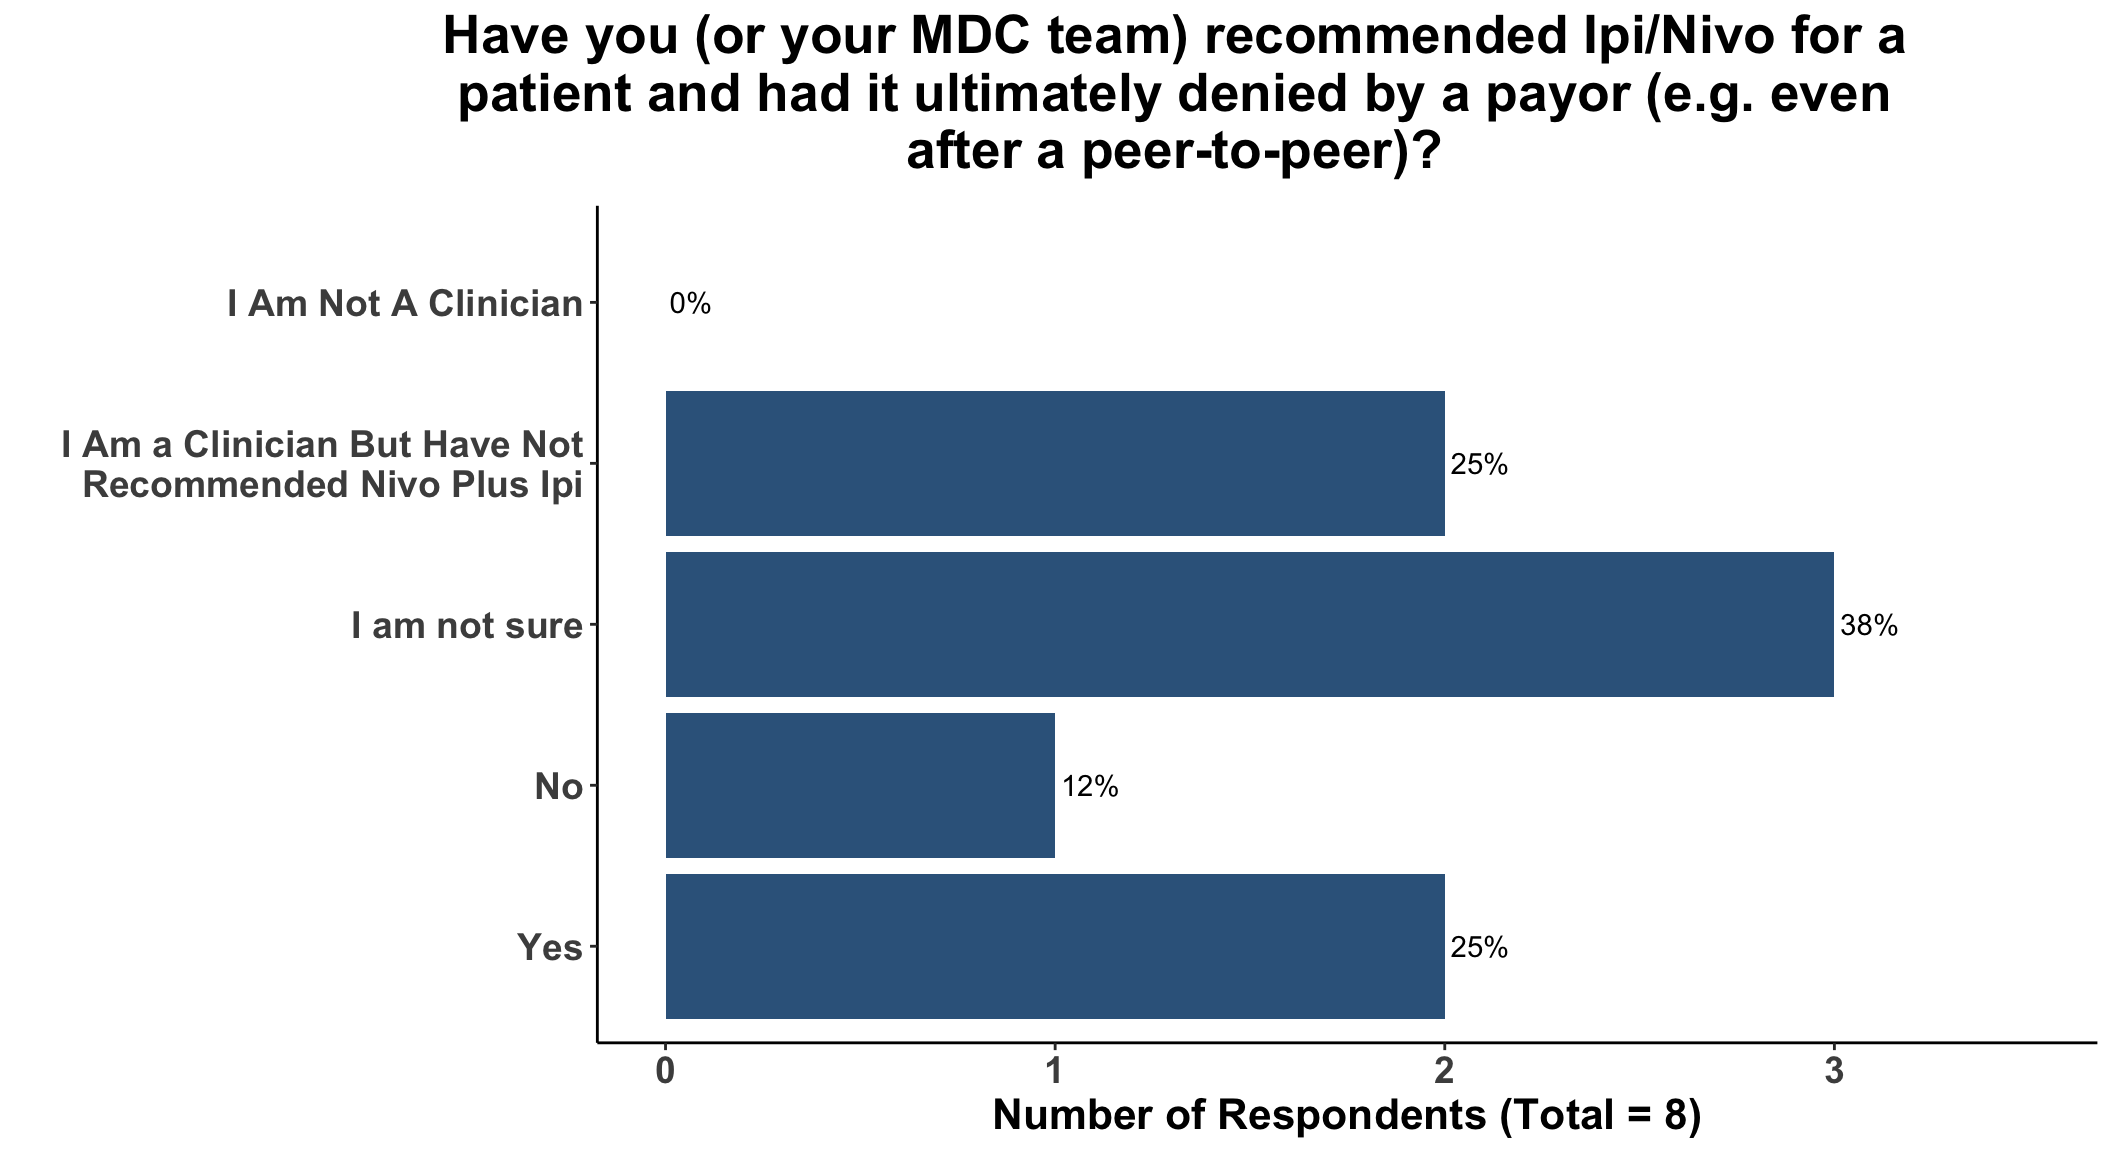 Have you (or your MDC team) recommended Ipi/Nivo for a
patient and had it ultimately denied by a payor (e.g. even
after a peer-to-peer)?
I Am Not A Clinician
0%
I Am a Clinician But Have Not
Recommended Nivo Plus Ipi
25%
I am not sure
38%
No
12%
Yes
25%
0 1 2 3
Number of Respondents (Total = 8)